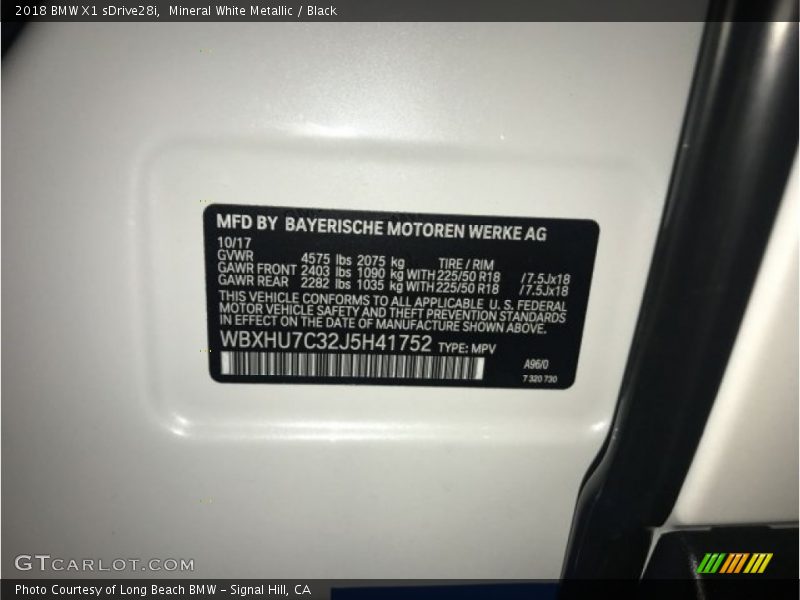 2018 BMW X1 sDrive28i,  Mineral White Metallic / Black
MFD BY BAYERISCHE MOTOREN WERKE AG
10/17
GVWR 4575 lbs 2075 kg TIRE / RIM
GAWR FRONT 2403 lbs 1090 kg WITH 225/50 R18 /7.5Jx18
GAWR REAR 2282 lbs 1035 kg WITH 225/50 R18 /7.5Jx18
THIS VEHICLE CONFORMS TO ALL APPLICABLE U. S. FEDERAL
MOTOR VEHICLE SAFETY AND THEFT PREVENTION STANDARDS
IN EFFECT ON THE DATE OF MANUFACTURE SHOWN ABOVE.
WBXHU7C32J5H41752 TYPE: MPV
A96/0
7 320 730
GTCARLOT.COM
Photo Courtesy of Long Beach BMW - Signal Hill, CA